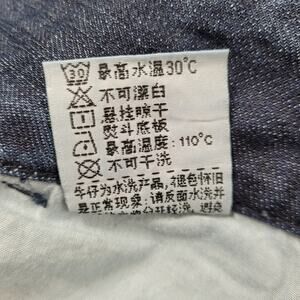 30 最高水温30℃
不可漂白
悬挂晾干
熨斗底板
最高温度:110℃
不可干洗
牛仔为水洗产品,褪色怀旧
是正常现象,请反面水洗并